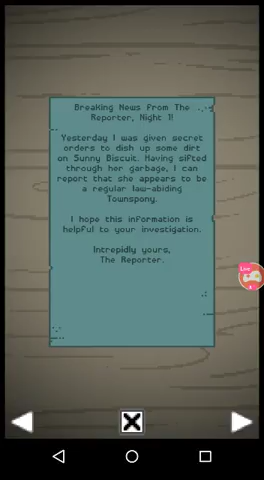 Breaking News From The
Reporter, Night 1!
Yesterday I was given secret
orders to dish up some dirt
on Sunny Biscuit. Having sifted
through her garbage, I can
report that she appears to be
a regular law-abiding
Townspony.
I hope this information is
helpful to your investigation.
Intrepidly yours,
The Reporter.
Live